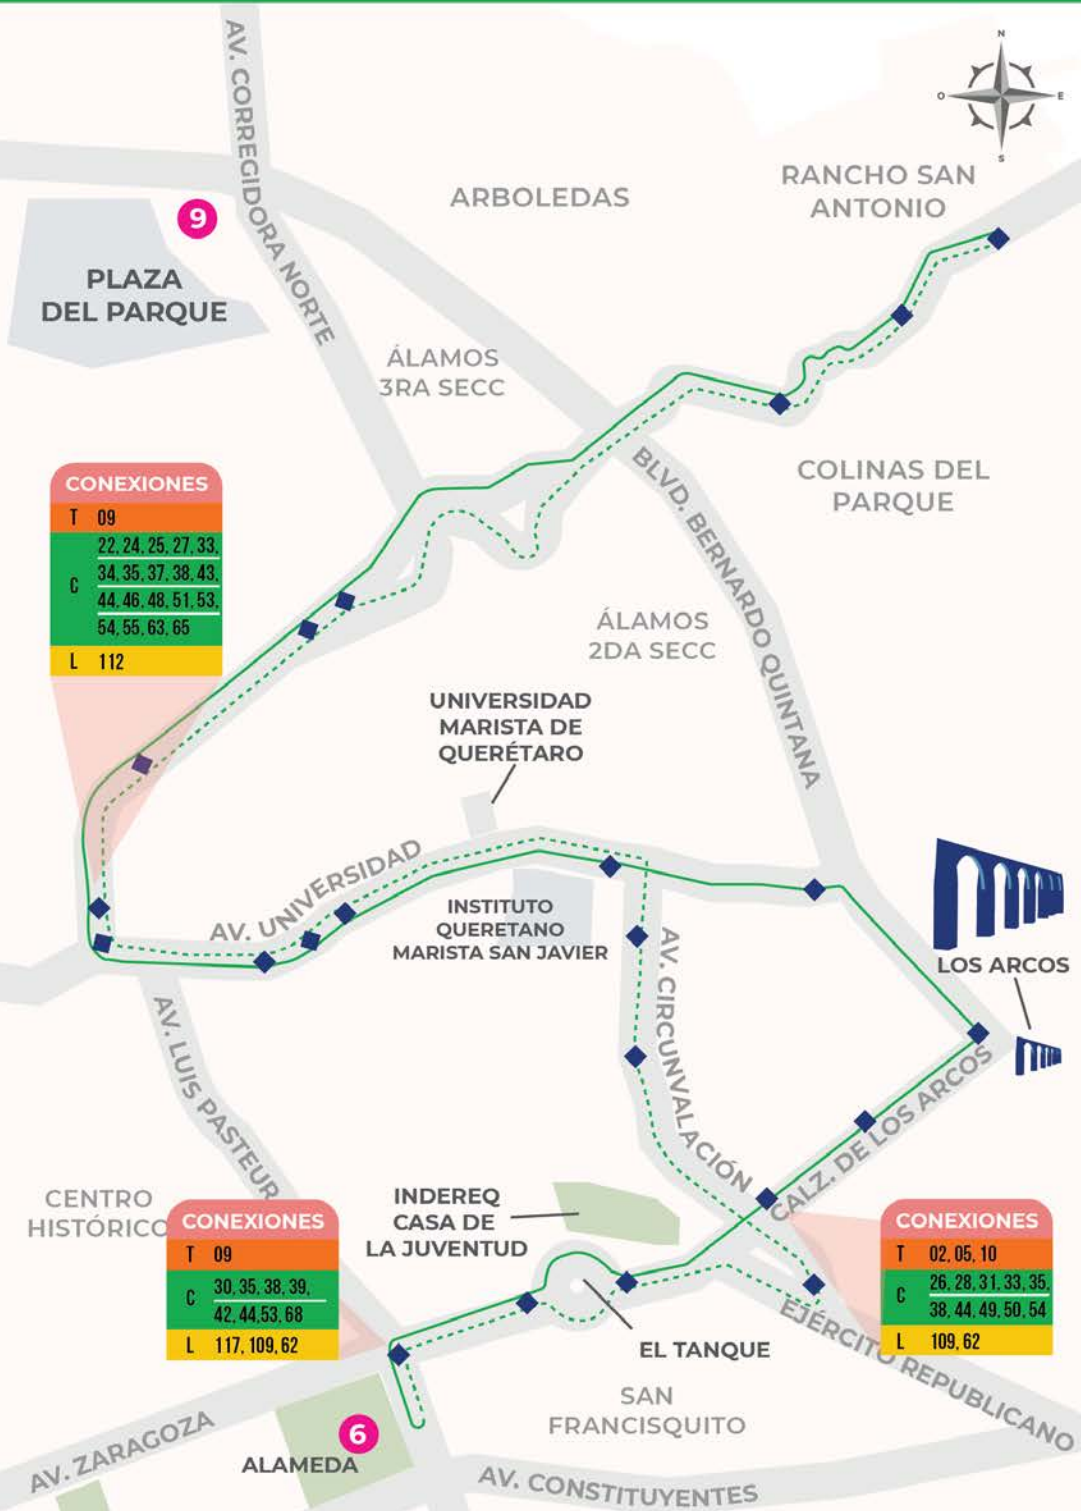 N
O
E
S
AV. CORREGIDORA NORTE
ARBOLEDAS
RANCHO SAN
ANTONIO
9
PLAZA
DEL PARQUE
ÁLAMOS
3RA SECC
BLVD. BERNARDO QUINTANA
COLINAS DEL
PARQUE
CONEXIONES
T 09
22, 24, 25, 27, 33,
34, 35, 37, 38, 43,
C
44. 46, 48, 51, 53,
54, 55, 63, 65
L 112
ÁLAMOS
2DA SECC
UNIVERSIDAD
MARISTA DE
QUERÉTARO
AV. UNIVERSIDAD
INSTITUTO
QUERETANO
MARISTA SAN JAVIER
LOS ARCOS
AV. CIRCUNVALACIÓN
AV. LUIS PASTEUR
CALZ. DE LOS ARCOS
CENTRO
HISTÓRICO
CONEXIONES
T 09
30, 35, 38, 39,
C
42, 44, 53, 68
L 117, 109, 62
INDEREQ
CASA DE
LA JUVENTUD
CONEXIONES
T 02, 05, 10
26, 28, 31, 33, 35,
C
38, 44, 49, 50, 54
L 109, 62
EL TANQUE
EJÉRCITO REPUBLICANO
SAN
FRANCISQUITO
6
ALAMEDA
AV. ZARAGOZA
AV. CONSTITUYENTES